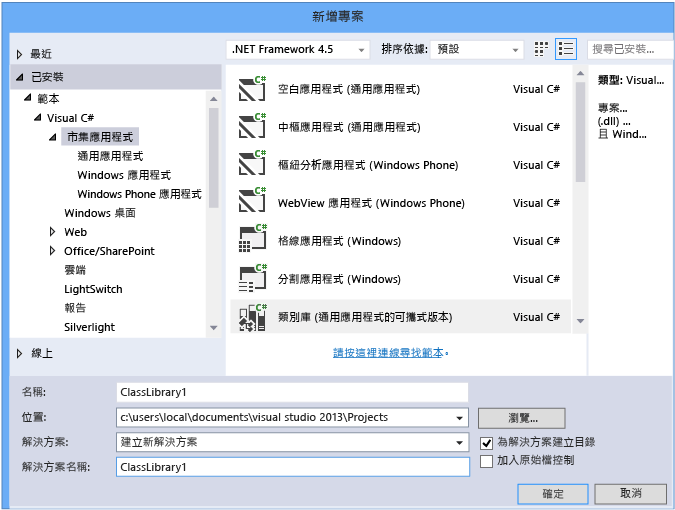 新增專案
最近
已安裝
範本
Visual C#
市集應用程式
通用應用程式
Windows 應用程式
Windows Phone 應用程式
Windows 桌面
Web
Office/SharePoint
雲端
LightSwitch
報告
Silverlight
線上
.NET Framework 4.5
排序依據: 預設
搜尋已安裝...
C# 空白應用程式 (通用應用程式) Visual C#
C# 中樞應用程式 (通用應用程式) Visual C#
C# 樞紐分析應用程式 (Windows Phone) Visual C#
C# WebView 應用程式 (Windows Phone) Visual C#
C# 格線應用程式 (Windows) Visual C#
C# 分割應用程式 (Windows) Visual C#
C# 類別庫 (通用應用程式的可攜式版本) Visual C#
請按這裡連線尋找範本。
類型: Visual...
專案...
(.dll) ...
且 Wind...
名稱: ClassLibrary1
位置: c:\users\local\documents\visual studio 2013\Projects 瀏覽...
解決方案: 建立新解決方案 為解決方案建立目錄
加入原始檔控制
解決方案名稱: ClassLibrary1
確定 取消